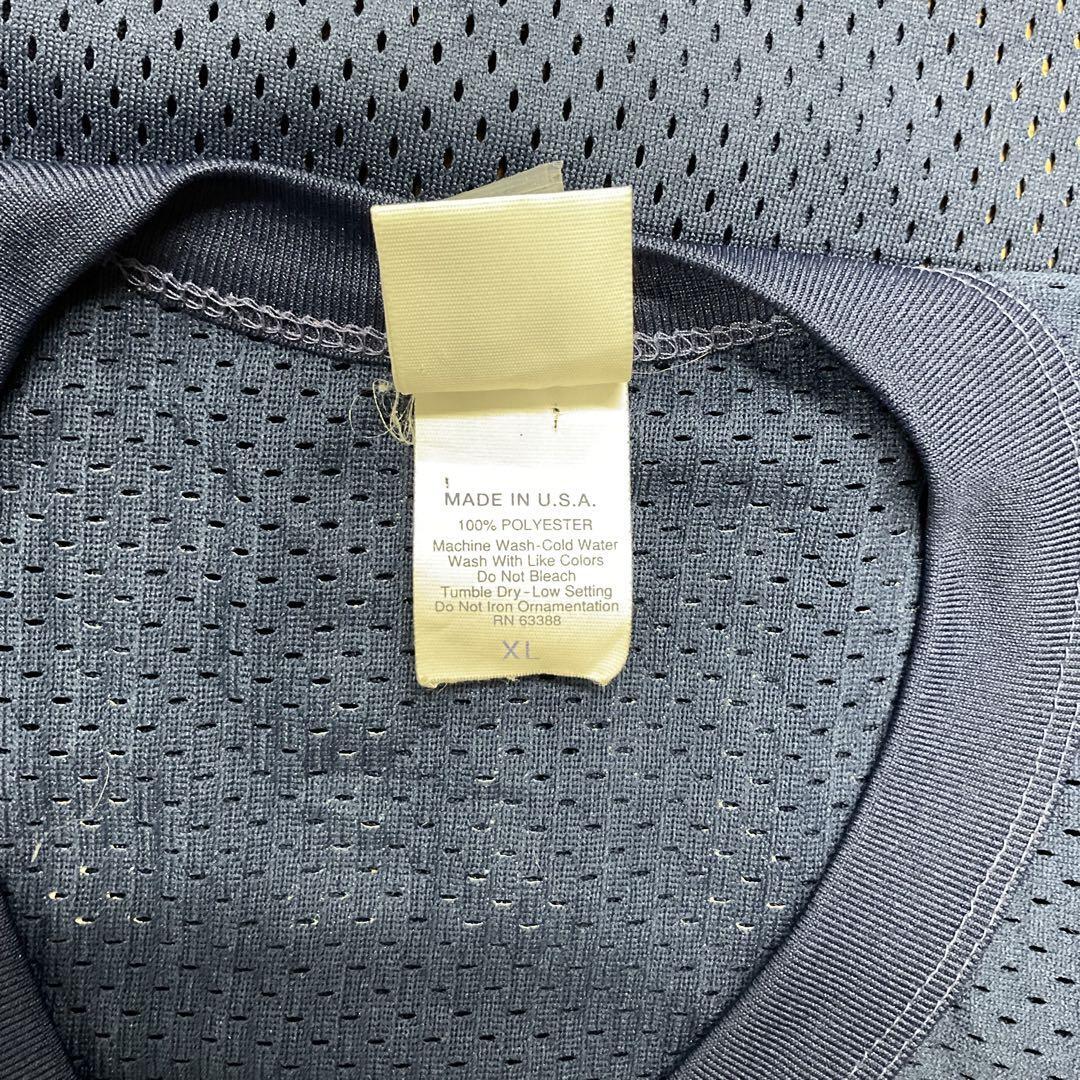 MADE IN U.S.A.
100% POLYESTER
Machine Wash-Cold Water
Wash With Like Colors
Do Not Bleach
Tumble Dry-Low Setting
Do Not Iron Ornamentation
RN 63388
XL